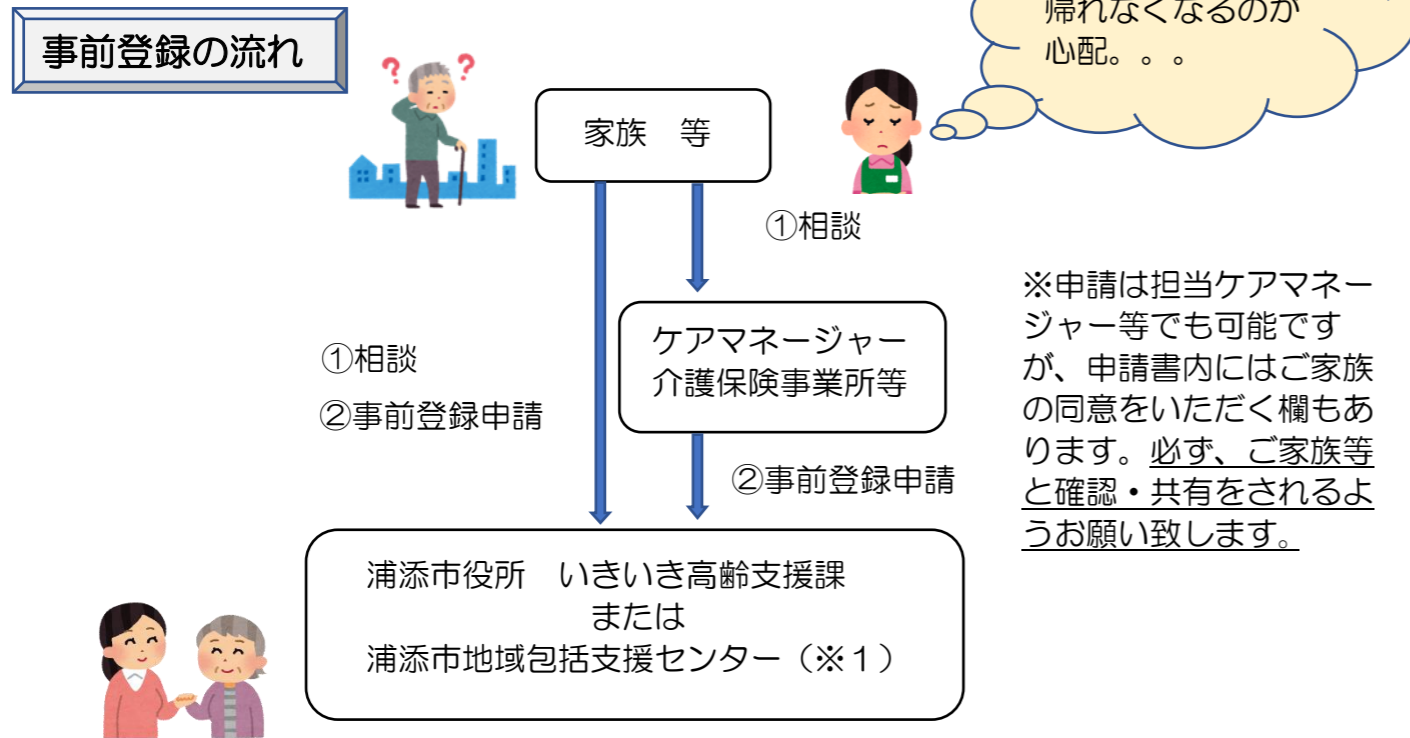 帰れなくなるのが
心配。。。
事前登録の流れ
家族　等
①相談
ケアマネージャー
介護保険事業所等
①相談
②事前登録申請
②事前登録申請
※申請は担当ケアマネー
ジャー等でも可能です
が、申請書内にはご家族
の同意をいただく欄もあ
ります。必ず、ご家族等
と確認・共有をされるよ
うお願い致します。
浦添市役所　いきいき高齢支援課
または
浦添市地域包括支援センター（※１）